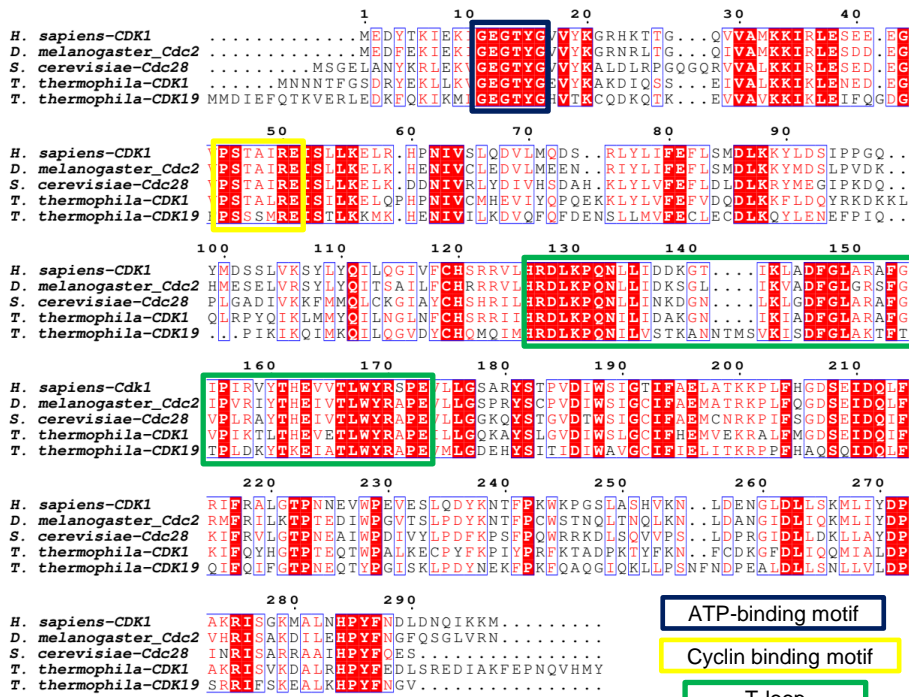 1 10 20 30 40
H. sapiens-CDK1 ..........MEDYTKIEKIGEGTYGVVYKGRHKTTG...QVVAMKKIRLESEE.EG
D. melanogaster_Cdc2 ..........MEDFEKIEKIGEGTYGVVYKGRNRLTG...QIVAMKKIRLESDD.EG
S. cerevisiae-Cdc28 .......MSGELANYKRLEKVGEGTYGVVYKALDLRPGQGQRVVALKKIRLESED.EG
T. thermophila-CDK1 .....MNNNTFGSDRYEKLLKVGEGTYGEVYKAKDIQSS...EIVALKKIKLENED.EG
T. thermophila-CDK19 MMDIEFQTKVERLEDKFQKIKMIGEGTYGHVTKCQDKQTK...EVVAVKKIKLEIFQGDG
50 60 70 80 90
H. sapiens-CDK1 VPSTAIREISLLKELR.HPNIVSLQDVLMQDS..RLYLIFEFLSMDLKKYLDSIPPGQ..
D. melanogaster_Cdc2 VPSTAIREISLLKELK.HENIVCLEDVLMEEN..RIYLIFEFLSMDLKKYMDSLPVDK..
S. cerevisiae-Cdc28 VPSTAIREISLLKELK.DDNIVRLYDIVHSDAH.KLYLVFEFLDLDLKRYMEGIPKDQ..
T. thermophila-CDK1 VPSTALREISILKELQPHPNIVCMHEVIYQPQEKKLYLVFEFVDQDLKKFLDQYRKDKKL
T. thermophila-CDK19 PSSSMREISTLKKMK.HENIVILKDVFQFDENSLLMVFECLECDLKQYLENEFPIQ...
100 110 120 130 140 150
H. sapiens-CDK1 YMDSSLVKSYLYQILQGIVFCHSRRVLHRDLKPQNLLIDDKGT....IKLADFGLARAFG
D. melanogaster_Cdc2 HMESELVRSYLYQITSAILFCHRRRVLHRDLKPQNLLIDKSGL....IKVADFGLGRSFG
S. cerevisiae-Cdc28 PLGADIVKKFMMQLCKGIAYCHSHRILHRDLKPQNLLINKDGN....LKLGDFGLARAFG
T. thermophila-CDK1 QLRPYQIKLMMYQILNGLNFCHSRRIIHRDLKPQNILIDAKGN....IKIADFGLARAFG
T. thermophila-CDK19 ..PIKIKQIMKQILQGVDYCHQMQIMHRDLKPQNILVSTKANNTMSVKISDFGLAKTFT
160 170 180 190 200 210
H. sapiens-Cdk1 IPIRVYTHEVVTLWYRSPEVLLGSARYSTPVDIWSIGTIFAELATKKPLFHGDSEIDQLF
D. melanogaster_Cdc2 IPVRIYTHEIVTLWYRAPEVLLGSPRYSCPVDIWSIGCIFAEMATRKPLFQGDSEIDQLF
S. cerevisiae-Cdc28 VPLRAYTHEIVTLWYRAPEVLLGGKQYSTGVDTWSIGCIFAEMCNRKPIFSGDSEIDQIF
T. thermophila-CDK1 VPIKTLTHEVETLWYRAPEILLGQKAYSLGVDIWSLGCIFHEMVEKRALFMGDSEIDQIF
T. thermophila-CDK19 TPLDKYTKEIATLWYRAPEVMLGDEHYSITIDIWAVGCIFIELITKRPPFHAQSQIDQLF
220 230 240 250 260 270
H. sapiens-CDK1 RIFRALGTPNNEVWPEVESLQDYKNTFPKWKPGSLASHVKN..LDENGLDLLSKMLIYDP
D. melanogaster_Cdc2 RMFRILKTPTEDIWPGVTSLPDYKNTFPCWSTNQLTNQLKN..LDANGIDLIQKMLIYDP
S. cerevisiae-Cdc28 KIFRVLGTPNEAIWPDIVYLPDFKPSFPQWRRKDLSQVVPS..LDPRGIDLLDKLLAYDP
T. thermophila-CDK1 KIFQYHGTPTEQTWPALKECPYFKPIYPRFKTADPKTYFKN..FCDKGFDLIQQMIALDP
T. thermophila-CDK19 QIFQIFGTPNEQTYPGISKLPDYNEKFPKFQAQGIQKLLPSNFNDPEALDLLSNLLVLDP
280 290
H. sapiens-CDK1 AKRISGKMALNHPYFNDLDNQIKKM.........
D. melanogaster_Cdc2 VHRISAKDILEHPYFNGFQSGLVRN.........
S. cerevisiae-Cdc28 INRISARRAAIHPYFQES................
T. thermophila-CDK1 AKRISVKDALRHPYFEDLSREDIAKFEPNQVHMY
T. thermophila-CDK19 SRRIFSKEALKHPYFNGV................
ATP-binding motif
Cyclin binding motif
T-loop